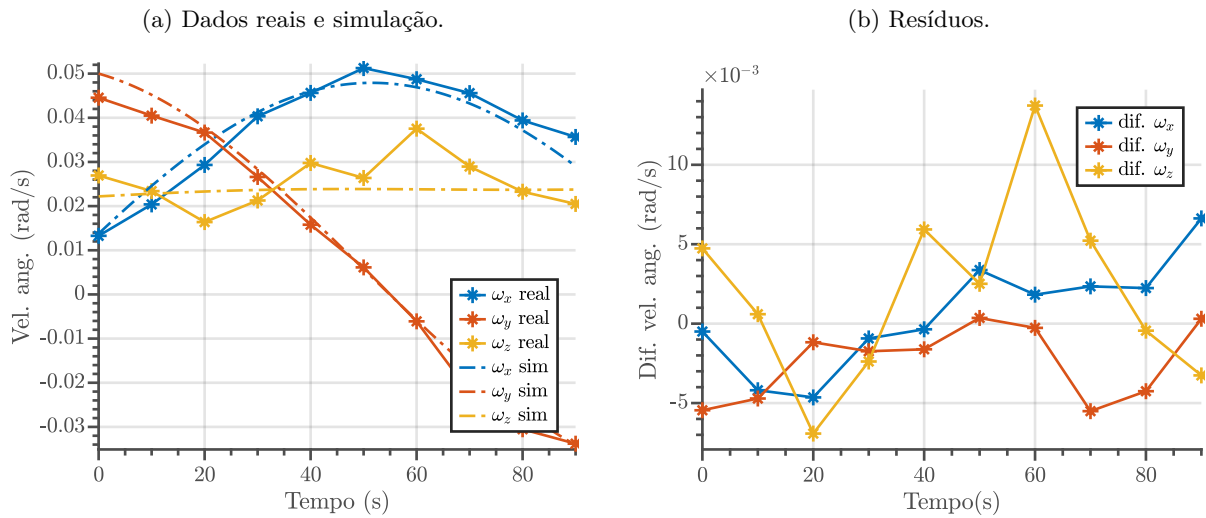 (a) Dados reais e simulação.
0.05
0.04
0.03
0.02
0.01
0
-0.01
-0.02
-0.03
Vel. ang. (rad/s)
0 20 40 60 80
Tempo (s)
ωx real
ωy real
ωz real
ωx sim
ωy sim
ωz sim
(b) Resíduos.
×10−3
10
5
0
-5
Dif. vel. ang (rad/s)
0 20 40 60 80
Tempo(s)
dif. ωx
dif. ωy
dif. ωz